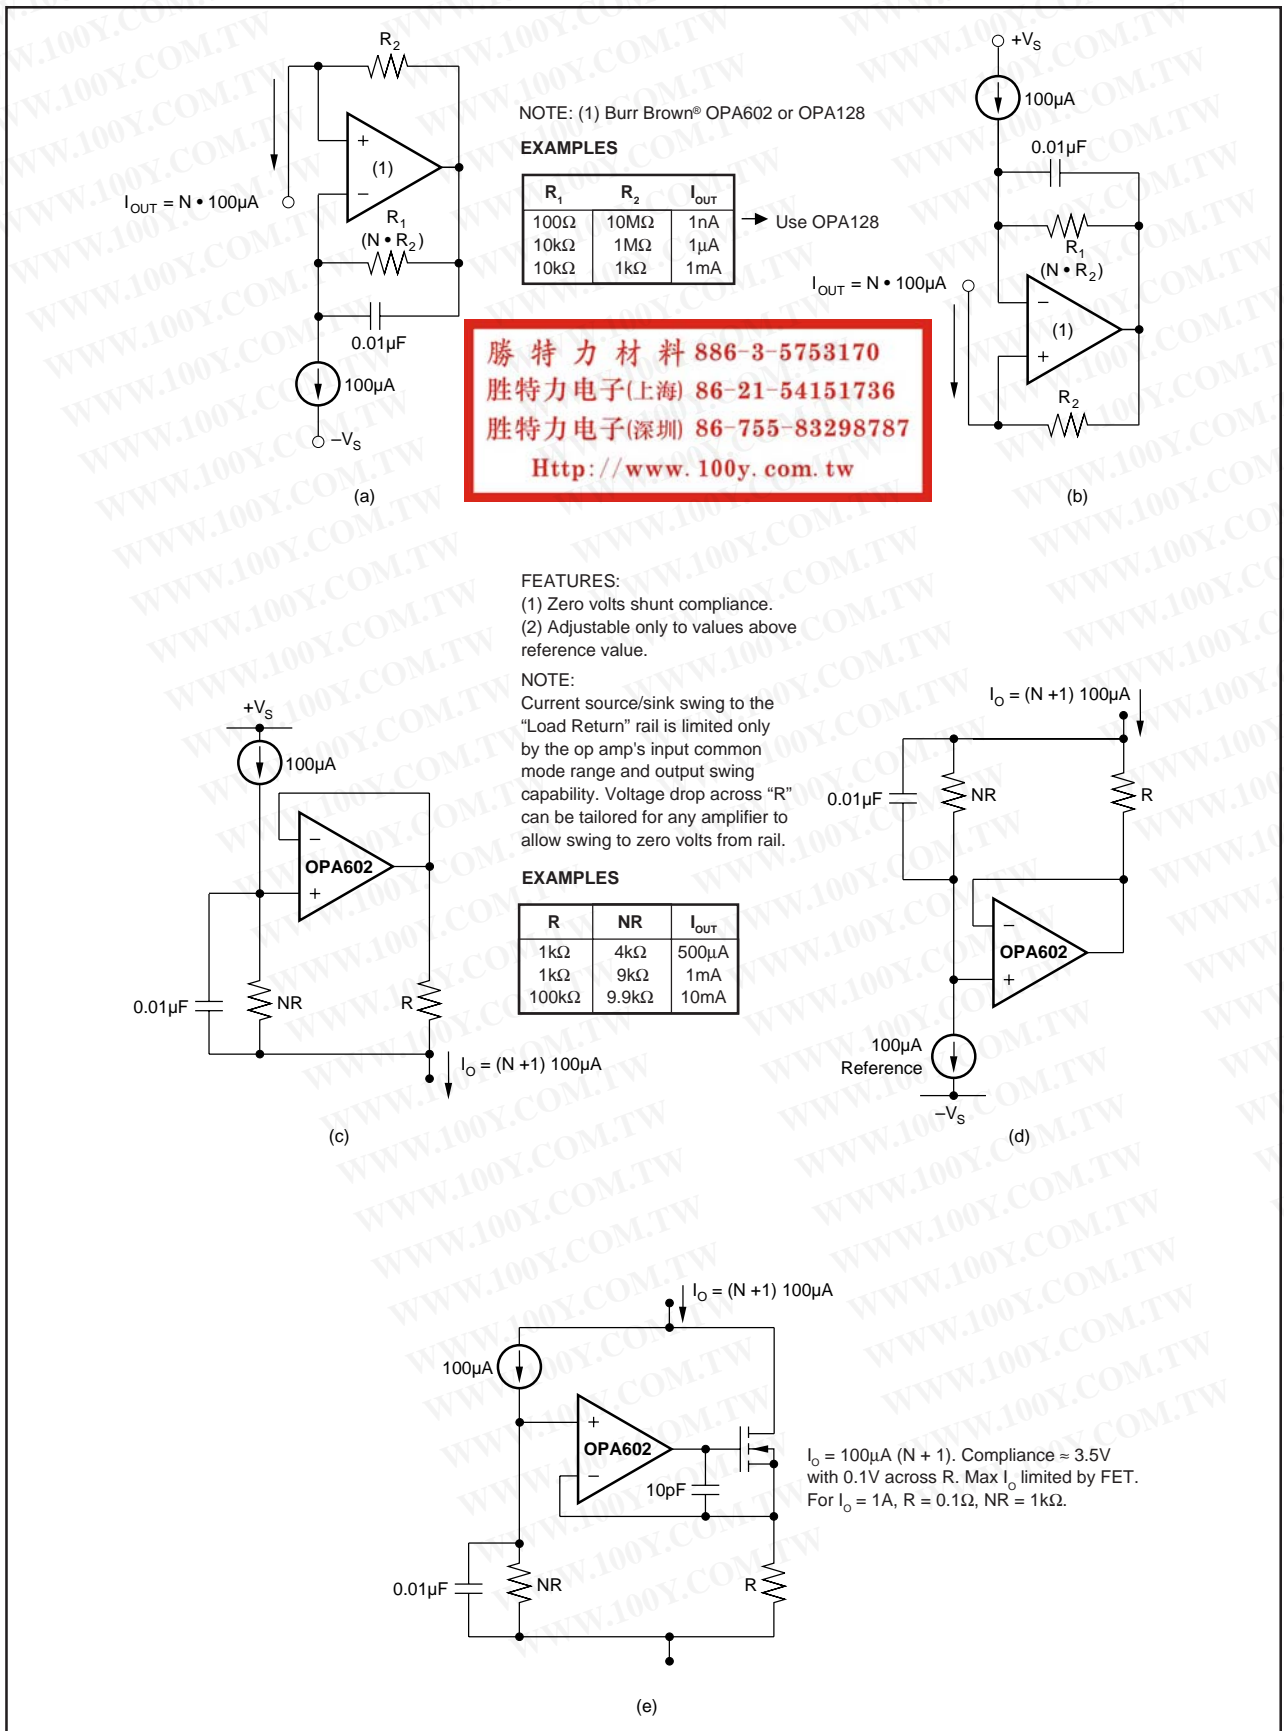 R2
+
(1)
−
IOUT = N • 100µA
R1
(N • R2)
0.01µF
100µA
–VS
(a)
NOTE: (1) Burr Brown® OPA602 or OPA128
EXAMPLES
R1 R2 IOUT
100Ω 10MΩ 1nA
10kΩ 1MΩ 1µA
10kΩ 1kΩ 1mA
Use OPA128
+VS
100µA
0.01µF
R1
(N • R2)
IOUT = N • 100µA
−
(1)
+
R2
(b)
勝特力材料 886-3-5753170
胜特力电子(上海) 86-21-54151736
胜特力电子(深圳) 86-755-83298787
Http://www.100y.com.tw
FEATURES:
(1) Zero volts shunt compliance.
(2) Adjustable only to values above
reference value.
NOTE:
Current source/sink swing to the
“Load Return” rail is limited only
by the op amp's input common
mode range and output swing
capability. Voltage drop across “R”
can be tailored for any amplifier to
allow swing to zero volts from rail.
EXAMPLES
R NR IOUT
1kΩ 4kΩ 500µA
1kΩ 9kΩ 1mA
100kΩ 9.9kΩ 10mA
+VS
100µA
−
OPA602
+
0.01µF
NR
R
IO = (N +1) 100µA
(c)
IO = (N +1) 100µA
0.01µF
NR
R
−
OPA602
+
100µA
Reference
–VS
(d)
IO = (N +1) 100µA
100µA
+
OPA602
−
10pF
0.01µF
NR
R
IO = 100µA (N + 1). Compliance ≈ 3.5V
with 0.1V across R. Max IO limited by FET.
For IO = 1A, R = 0.1Ω, NR = 1kΩ.
(e)
WWW.100Y.COM.TW